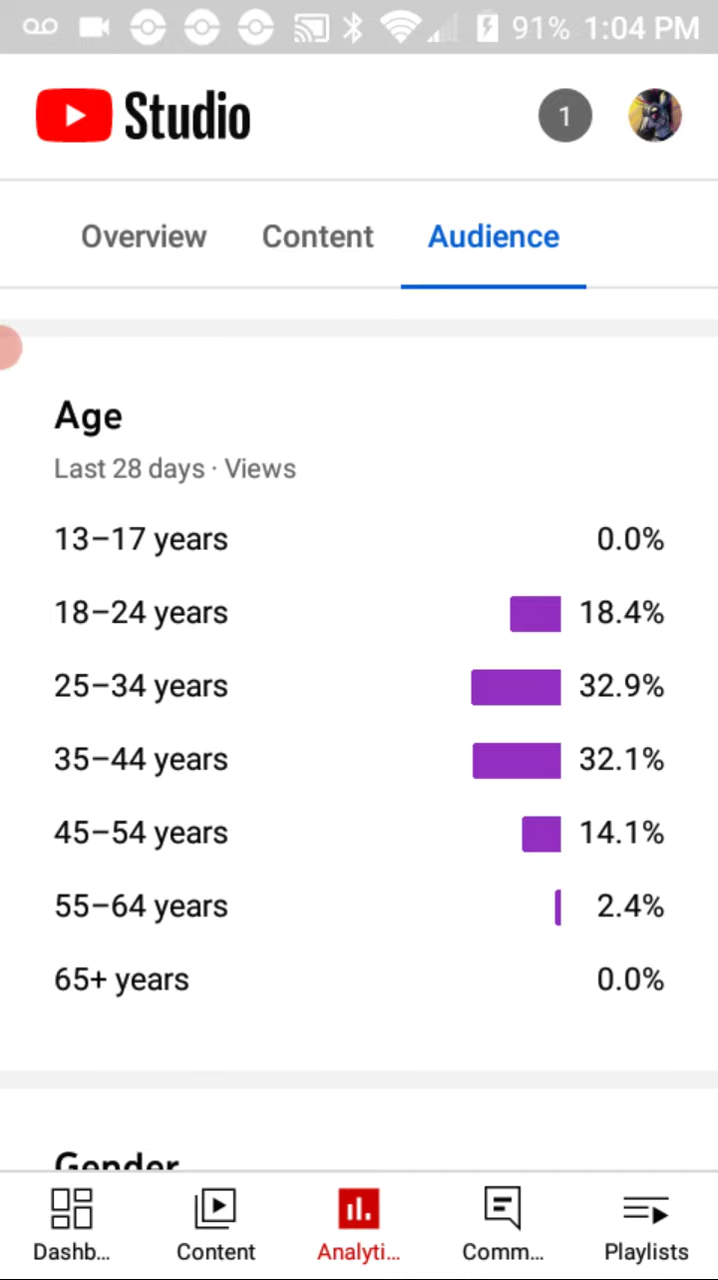 91% 1:04 PM
Studio
1
Overview Content Audience
Age
Last 28 days · Views
13–17 years 0.0%
18–24 years 18.4%
25–34 years 32.9%
35–44 years 32.1%
45–54 years 14.1%
55–64 years 2.4%
65+ years 0.0%
Gender
Dashb... Content Analyti... Comm... Playlists